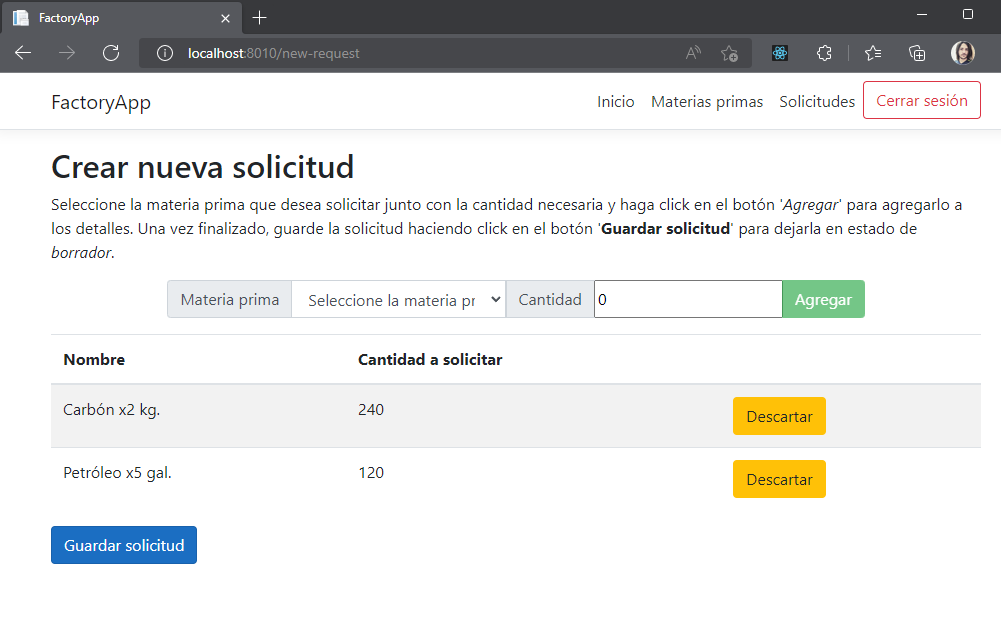 FactoryApp
localhost:8010/new-request
FactoryApp
Inicio Materias primas Solicitudes Cerrar sesión
Crear nueva solicitud
Seleccione la materia prima que desea solicitar junto con la cantidad necesaria y haga click en el botón 'Agregar' para agregarlo a
los detalles. Una vez finalizado, guarde la solicitud haciendo click en el botón 'Guardar solicitud' para dejarla en estado de
borrador.
Materia prima Seleccione la materia pr Cantidad 0 Agregar
Nombre Cantidad a solicitar
Carbón x2 kg. 240 Descartar
Petróleo x5 gal. 120 Descartar
Guardar solicitud